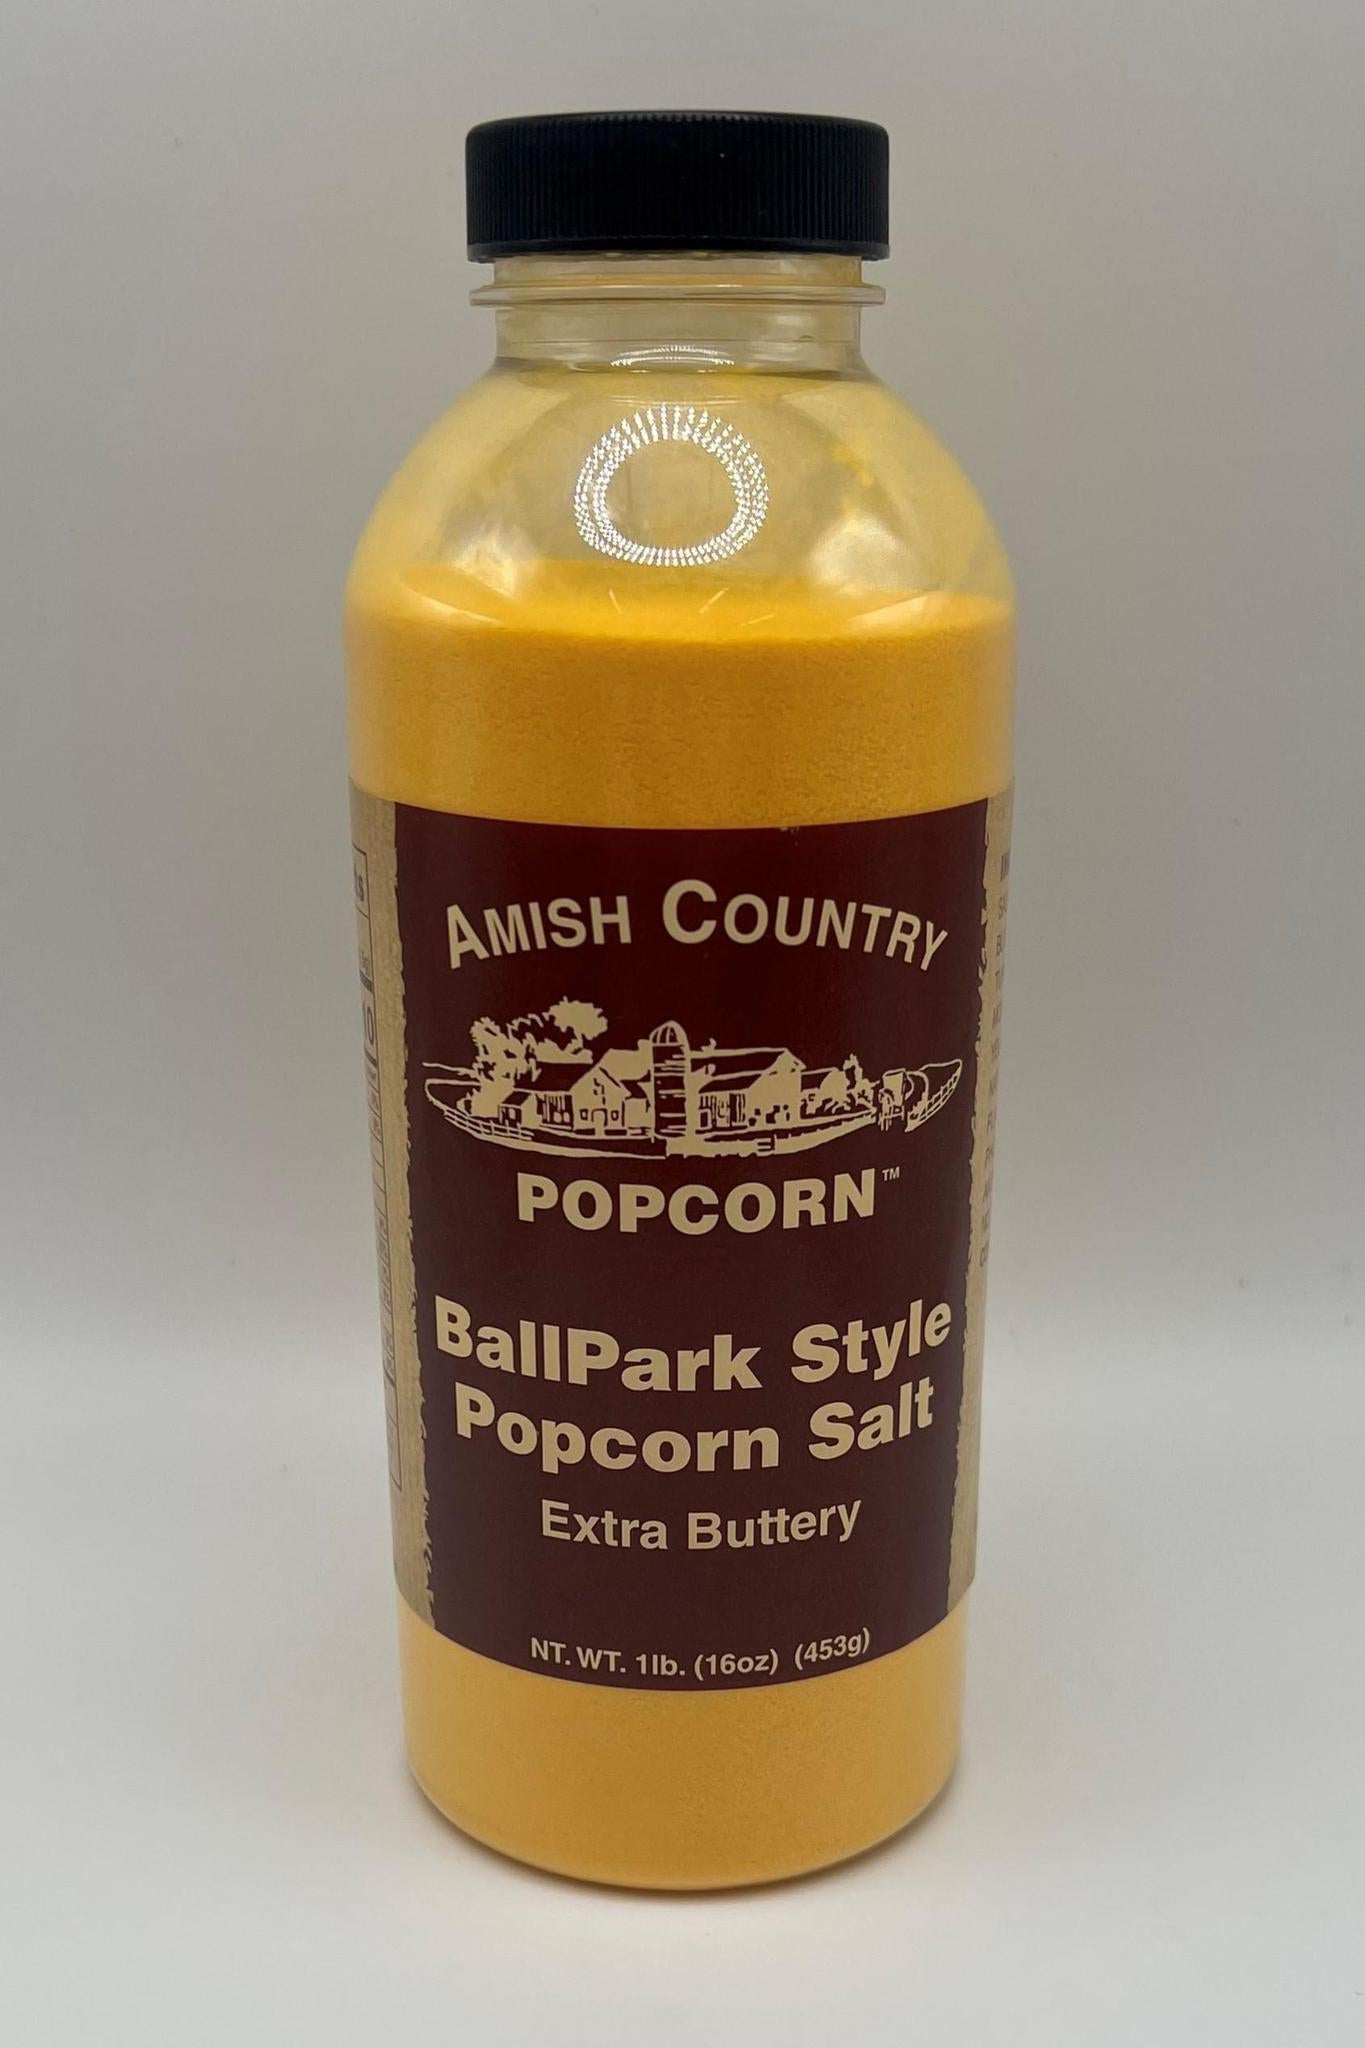 AMISH COUNTRY
POPCORN™
BallPark Style
Popcorn Salt
Extra Buttery
NT. WT. 1lb. (16oz) (453g)